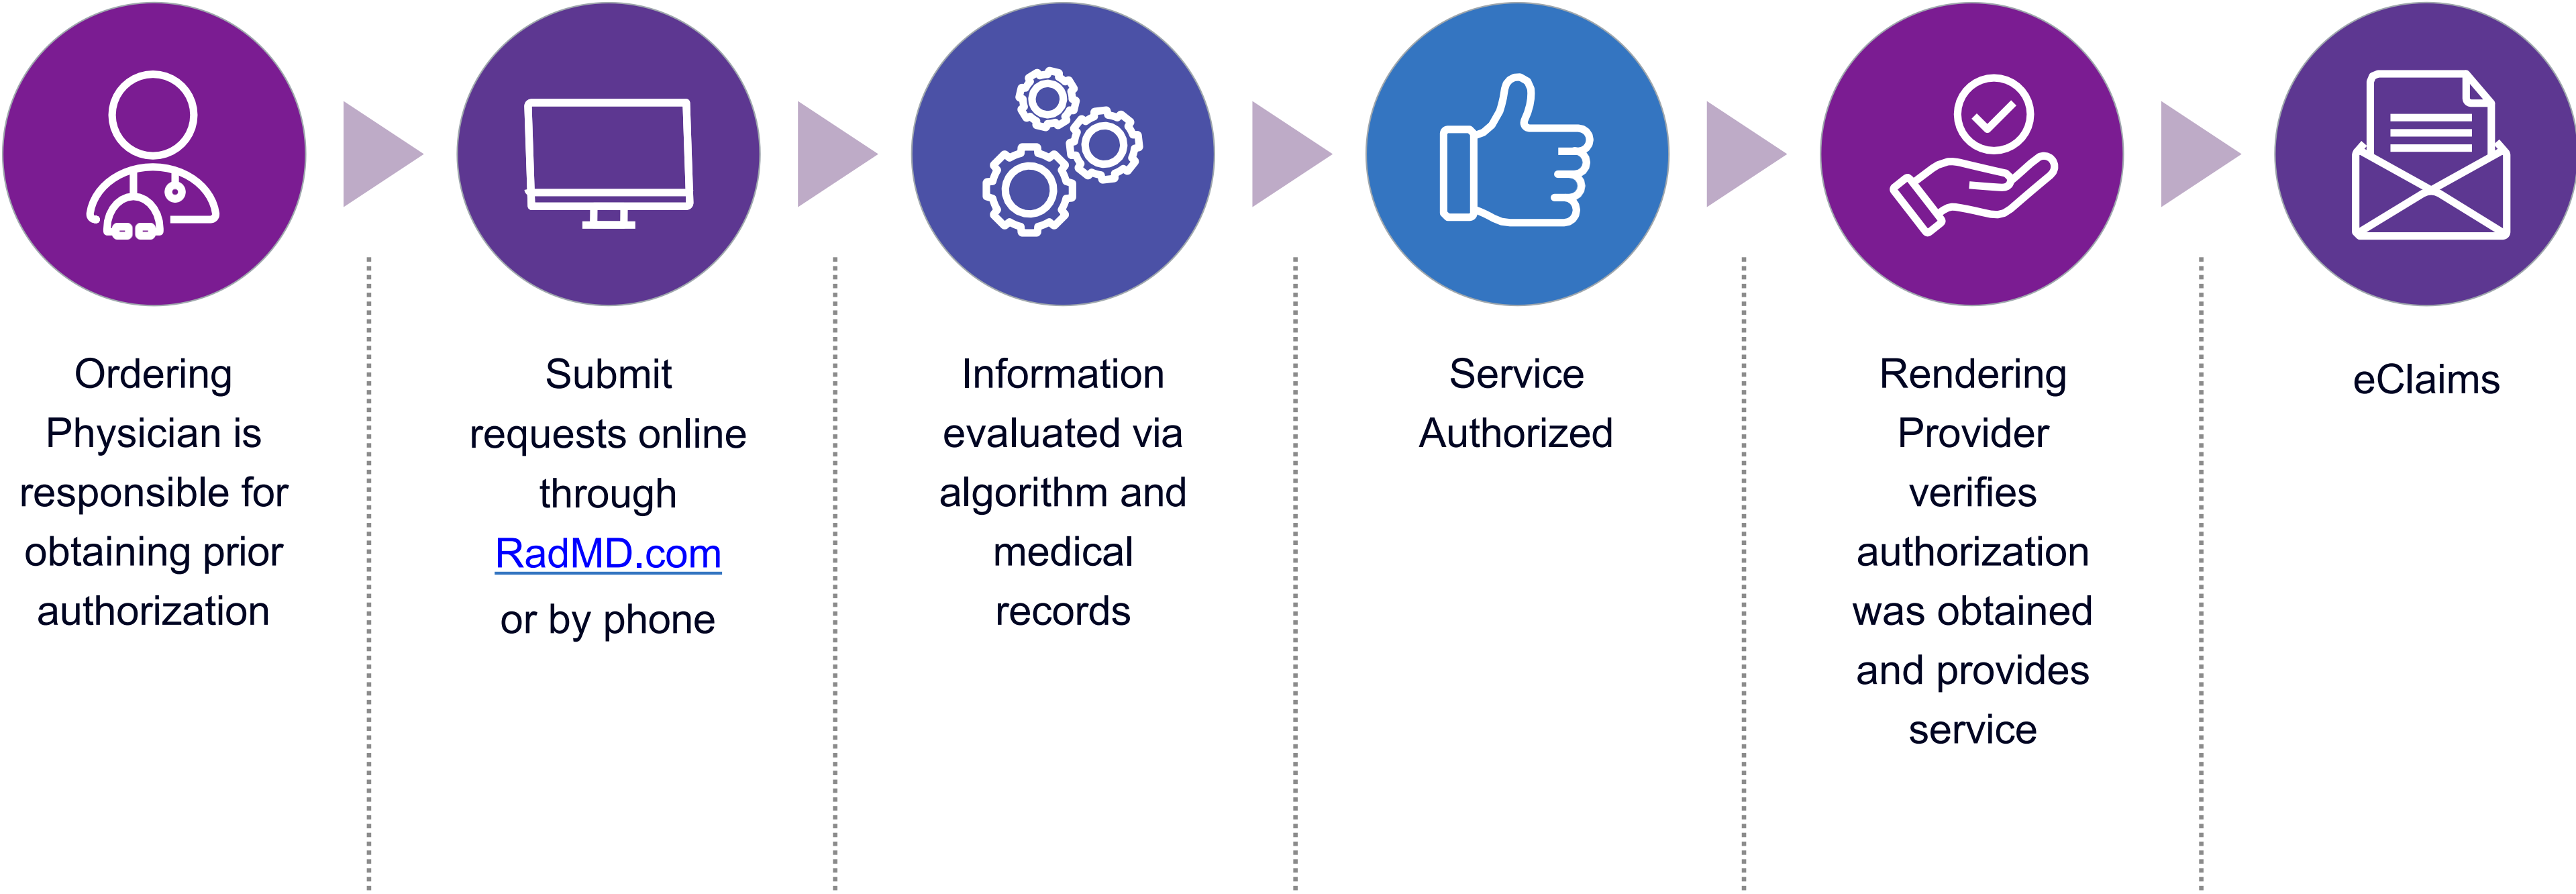 Ordering
Physician is
responsible for
obtaining prior
authorization
Submit
requests online
through
RadMD.com
or by phone
Information
evaluated via
algorithm and
medical
records
Service
Authorized
Rendering
Provider
verifies
authorization
was obtained
and provides
service
eClaims